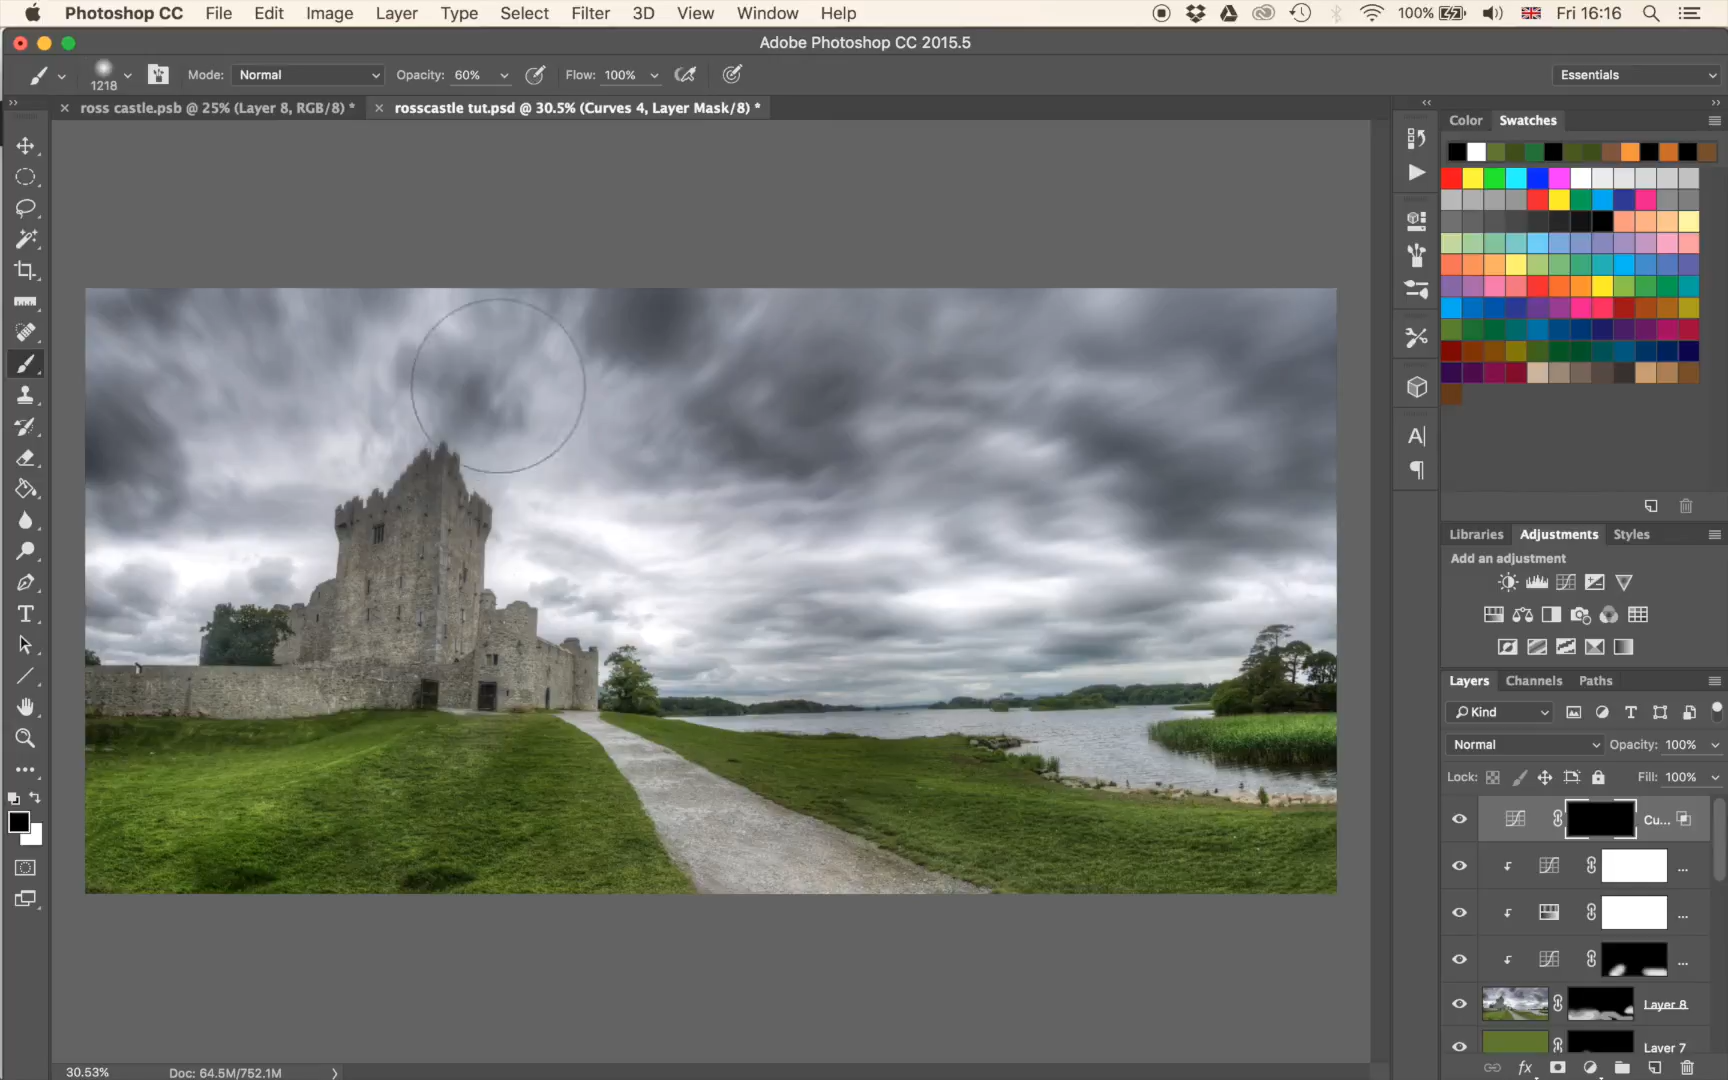 Photoshop CC File Edit Image Layer Type Select Filter 3D View Window Help 100% Fri 16:16
Adobe Photoshop CC 2015.5
1218 Mode: Normal Opacity: 60% Flow: 100% Essentials
ross castle.psb @ 25% (Layer 8, RGB/8) * rosscastle tut.psd @ 30.5% (Curves 4, Layer Mask/8) *
Color Swatches
Libraries Adjustments Styles
Add an adjustment
Layers Channels Paths
Kind
Normal Opacity: 100%
Lock: Fill: 100%
Cu...
...
...
...
Layer 8
Layer 7
30.53% Doc: 64.5M/752.1M